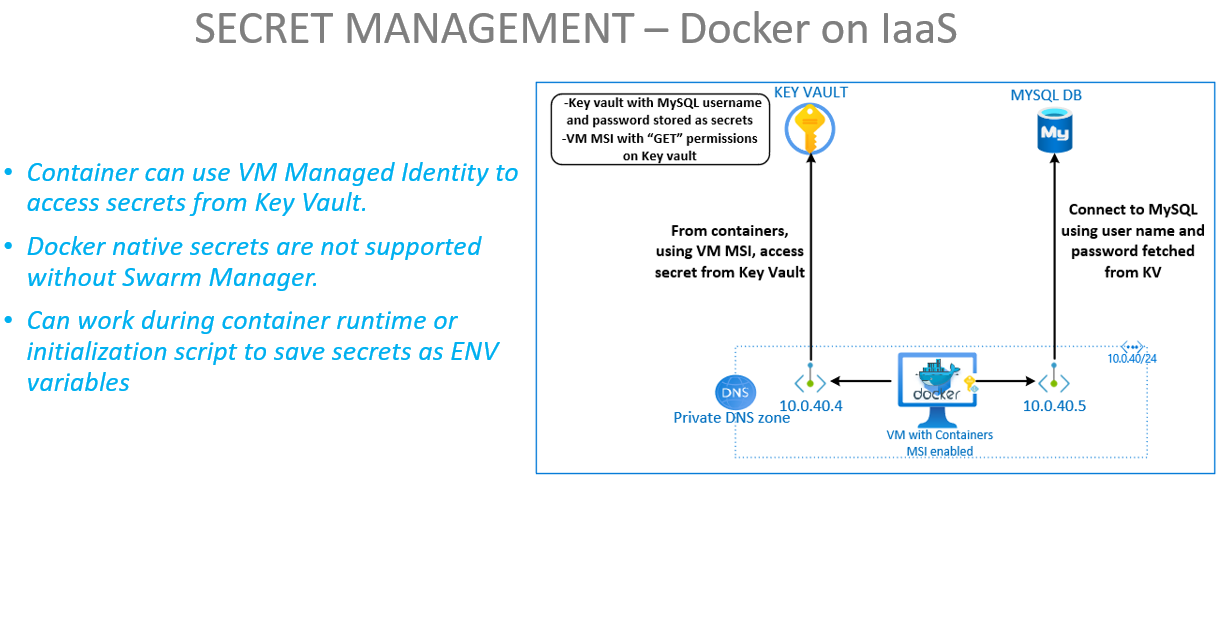 SECRET MANAGEMENT – Docker on IaaS
• Container can use VM Managed Identity to
access secrets from Key Vault.
• Docker native secrets are not supported
without Swarm Manager.
• Can work during container runtime or
initialization script to save secrets as ENV
variables
-Key vault with MySQL username
and password stored as secrets
-VM MSI with “GET” permissions
on Key vault
KEY VAULT
MYSQL DB
My
From containers,
using VM MSI, access
secret from Key Vault
Connect to MySQL
using user name and
password fetched
from KV
10.0.40/24
DNS
Private DNS zone
10.0.40.4
docker
10.0.40.5
VM with Containers
MSI enabled